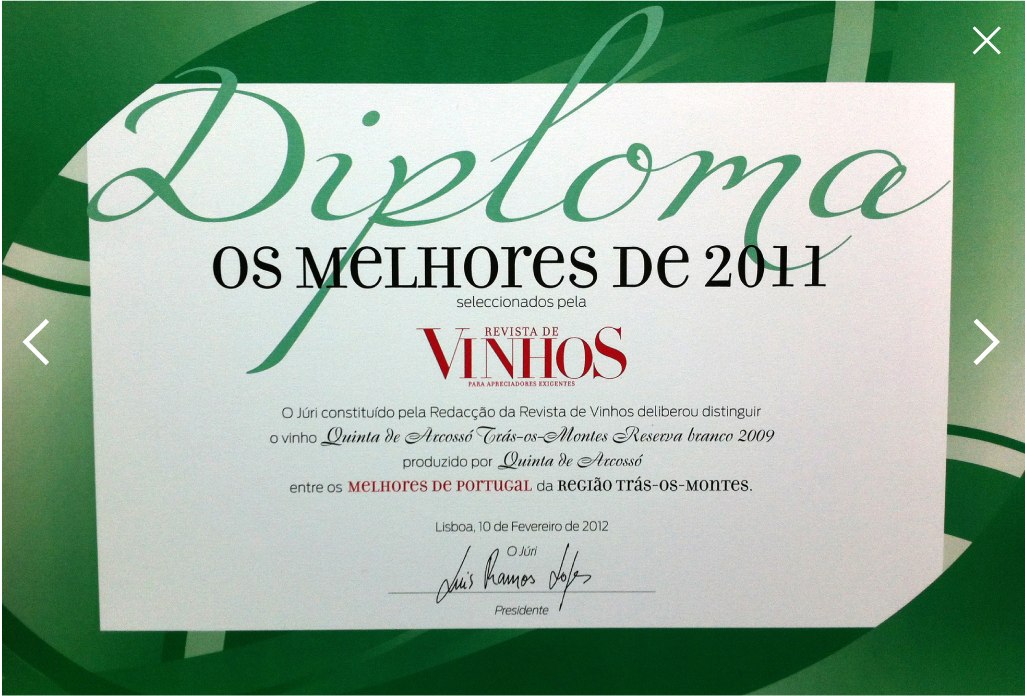 Diploma
OS MELHORES DE 2011
seleccionados pela
REVISTA DE
VINHOS
PARA APRECIADORES EXIGENTES
O Júri constituído pela Redacção da Revista de Vinhos deliberou distinguir
o vinho Quinta de Arcossó Trás-os-Montes Reserva branco 2009
produzido por Quinta de Arcossó
entre os MELHORES DE PORTUGAL da REGIÃO TRÁS-OS-MONTES.
Lisboa, 10 de Fevereiro de 2012
O Júri
Luis Ramos Lopes
Presidente